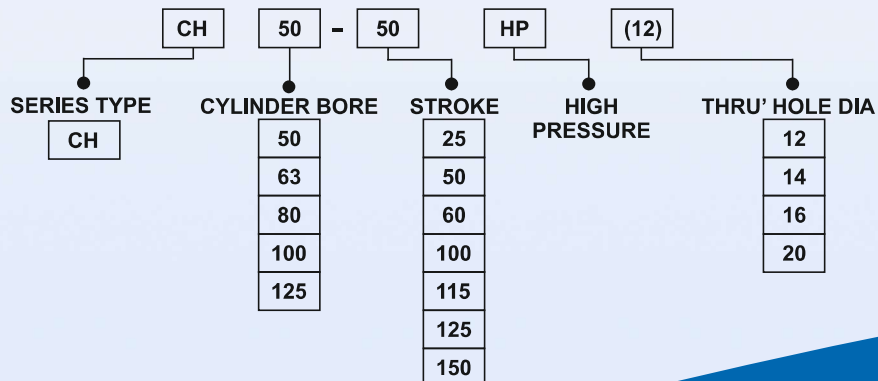 CH 50 - 50 HP (12)
SERIES TYPE CYLINDER BORE STROKE HIGH PRESSURE THRU' HOLE DIA
CH 50 25 12
63 50 14
80 60 16
100 100 20
125 115
125
150